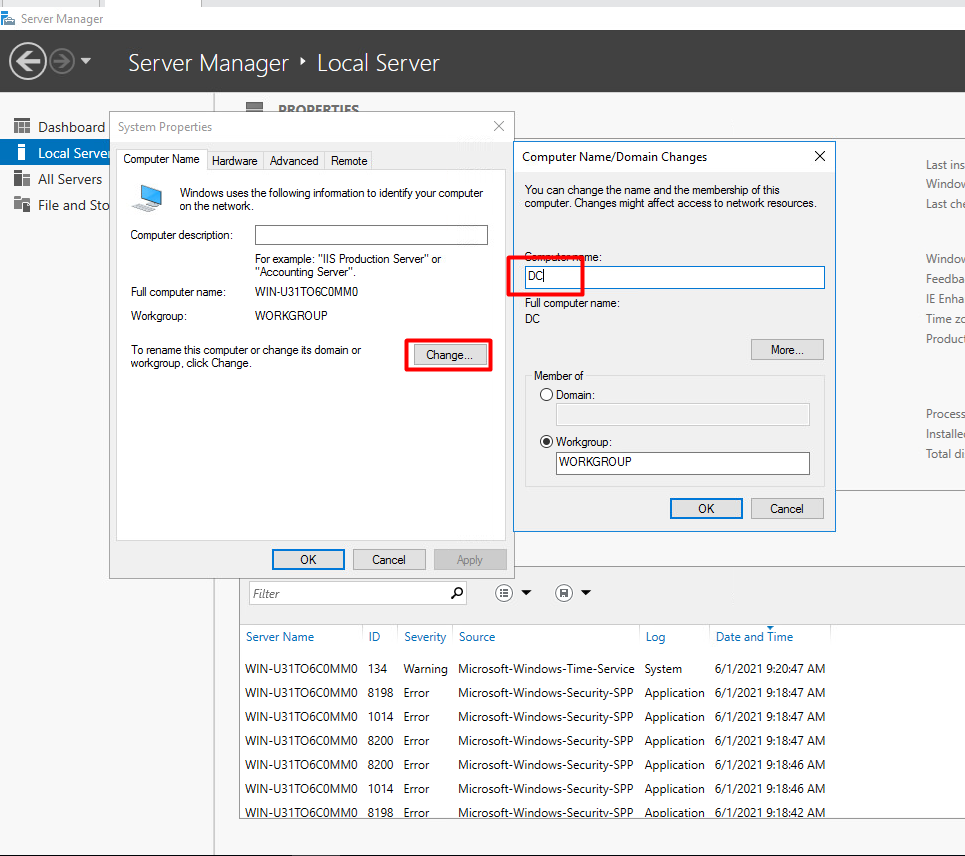 Server Manager
Server Manager ‣ Local Server
PROPERTIES
Dashboard
Local Server
All Servers
File and Sto
System Properties
Computer Name
Hardware
Advanced
Remote
Windows uses the following information to identify your computer
on the network.
Computer description:
For example: "IIS Production Server" or
"Accounting Server".
Full computer name:
WIN-U31TO6C0MM0
Workgroup:
WORKGROUP
To rename this computer or change its domain or
workgroup, click Change.
Change...
OK
Cancel
Apply
Computer Name/Domain Changes
You can change the name and the membership of this
computer. Changes might affect access to network resources.
Computer name:
DC
Full computer name:
DC
More...
Member of
Domain:
Workgroup:
WORKGROUP
OK
Cancel
Last ins
Window
Last che
Window
Feedba
IE Enha
Time zo
Product
Process
Installed
Total di
Filter
Server Name ID Severity Source Log Date and Time
WIN-U31TO6C0MM0 134 Warning Microsoft-Windows-Time-Service System 6/1/2021 9:20:47 AM
WIN-U31TO6C0MM0 8198 Error Microsoft-Windows-Security-SPP Application 6/1/2021 9:18:47 AM
WIN-U31TO6C0MM0 1014 Error Microsoft-Windows-Security-SPP Application 6/1/2021 9:18:47 AM
WIN-U31TO6C0MM0 8200 Error Microsoft-Windows-Security-SPP Application 6/1/2021 9:18:47 AM
WIN-U31TO6C0MM0 8200 Error Microsoft-Windows-Security-SPP Application 6/1/2021 9:18:46 AM
WIN-U31TO6C0MM0 1014 Error Microsoft-Windows-Security-SPP Application 6/1/2021 9:18:46 AM
WIN-U31TO6C0MM0 8198 Error Microsoft-Windows-Security-SPP Application 6/1/2021 9:18:42 AM